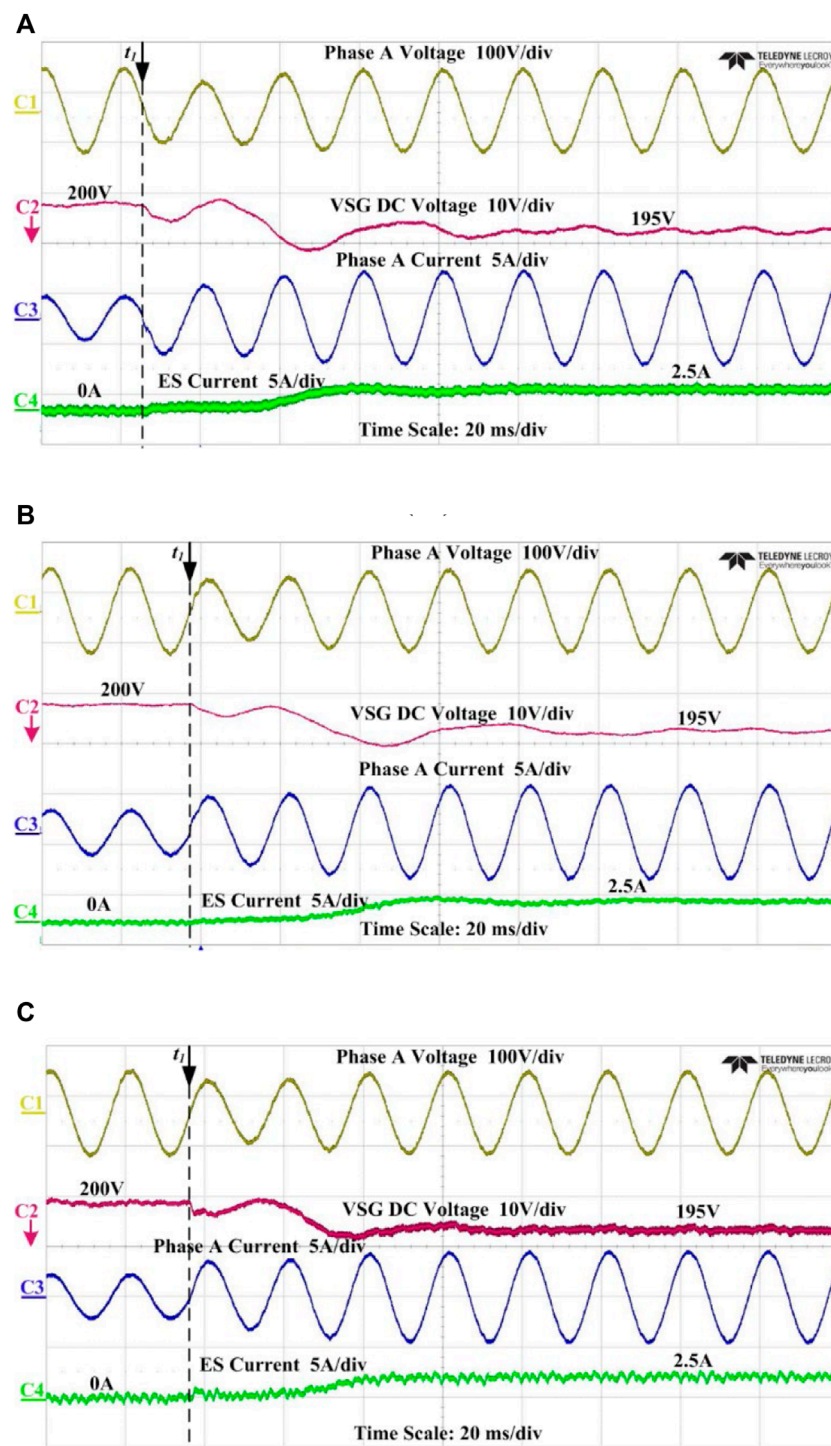 A
t1
Phase A Voltage 100V/div
TELEDYNE LECROY
Everywhereyoulook
C1
200V
C2
VSG DC Voltage 10V/div
195V
Phase A Current 5A/div
C3
0A
ES Current 5A/div
2.5A
C4
Time Scale: 20 ms/div
B
t1
Phase A Voltage 100V/div
TELEDYNE LECROY
Everywhereyoulook
C1
200V
C2
VSG DC Voltage 10V/div
195V
Phase A Current 5A/div
C3
0A
ES Current 5A/div
2.5A
C4
Time Scale: 20 ms/div
C
t1
Phase A Voltage 100V/div
TELEDYNE LECROY
Everywhereyoulook
C1
200V
C2
VSG DC Voltage 10V/div
195V
Phase A Current 5A/div
C3
0A
ES Current 5A/div
2.5A
C4
Time Scale: 20 ms/div